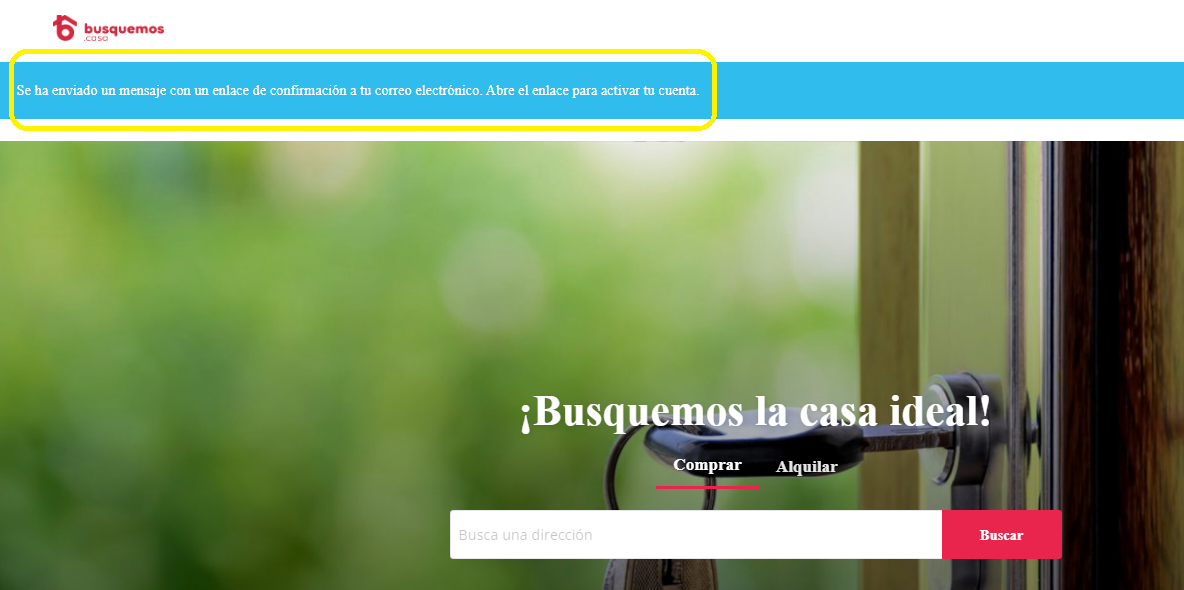 busquemos
.casa
Se ha enviado un mensaje con un enlace de confirmación a tu correo electrónico. Abre el enlace para activar tu cuenta.
¡Busquemos la casa ideal!
Comprar Alquilar
Busca una dirección Buscar